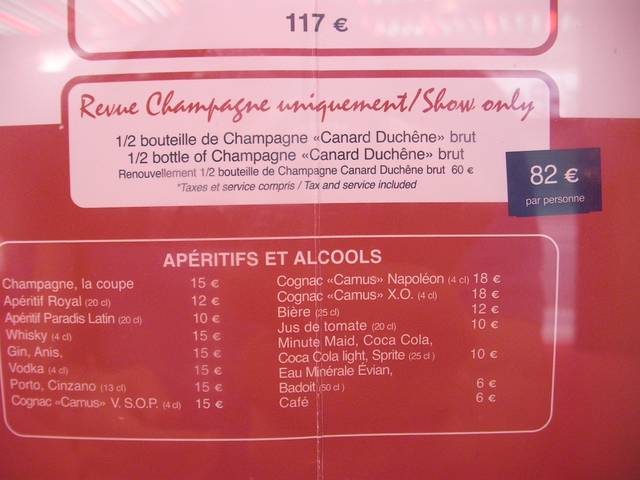 117 €
Revue Champagne uniquement/Show only
1/2 bouteille de Champagne «Canard Duchêne» brut
1/2 bottle of Champagne «Canard Duchêne» brut
Renouvellement 1/2 bouteille de Champagne Canard Duchêne brut 60 €
*Taxes et service compris / Tax and service included
82 €
par personne
APÉRITIFS ET ALCOOLS
Champagne, la coupe 15 €
Apéritif Royal (20 cl) 12 €
Apéritif Paradis Latin (20 cl) 10 €
Whisky (4 cl) 15 €
Gin, Anis, 15 €
Vodka (4 cl) 15 €
Porto, Cinzano (13 cl) 15 €
Cognac «Camus» V.S.O.P. (4 cl) 15 €
Cognac «Camus» Napoléon (4 cl) 18 €
Cognac «Camus» X.O. (4 cl) 18 €
Bière (25 cl) 12 €
Jus de tomate (20 cl) 10 €
Minute Maid, Coca Cola,
Coca Cola light, Sprite (25 cl) 10 €
Eau Minérale Évian,
Badoit (50 cl) 6 €
Café 6 €